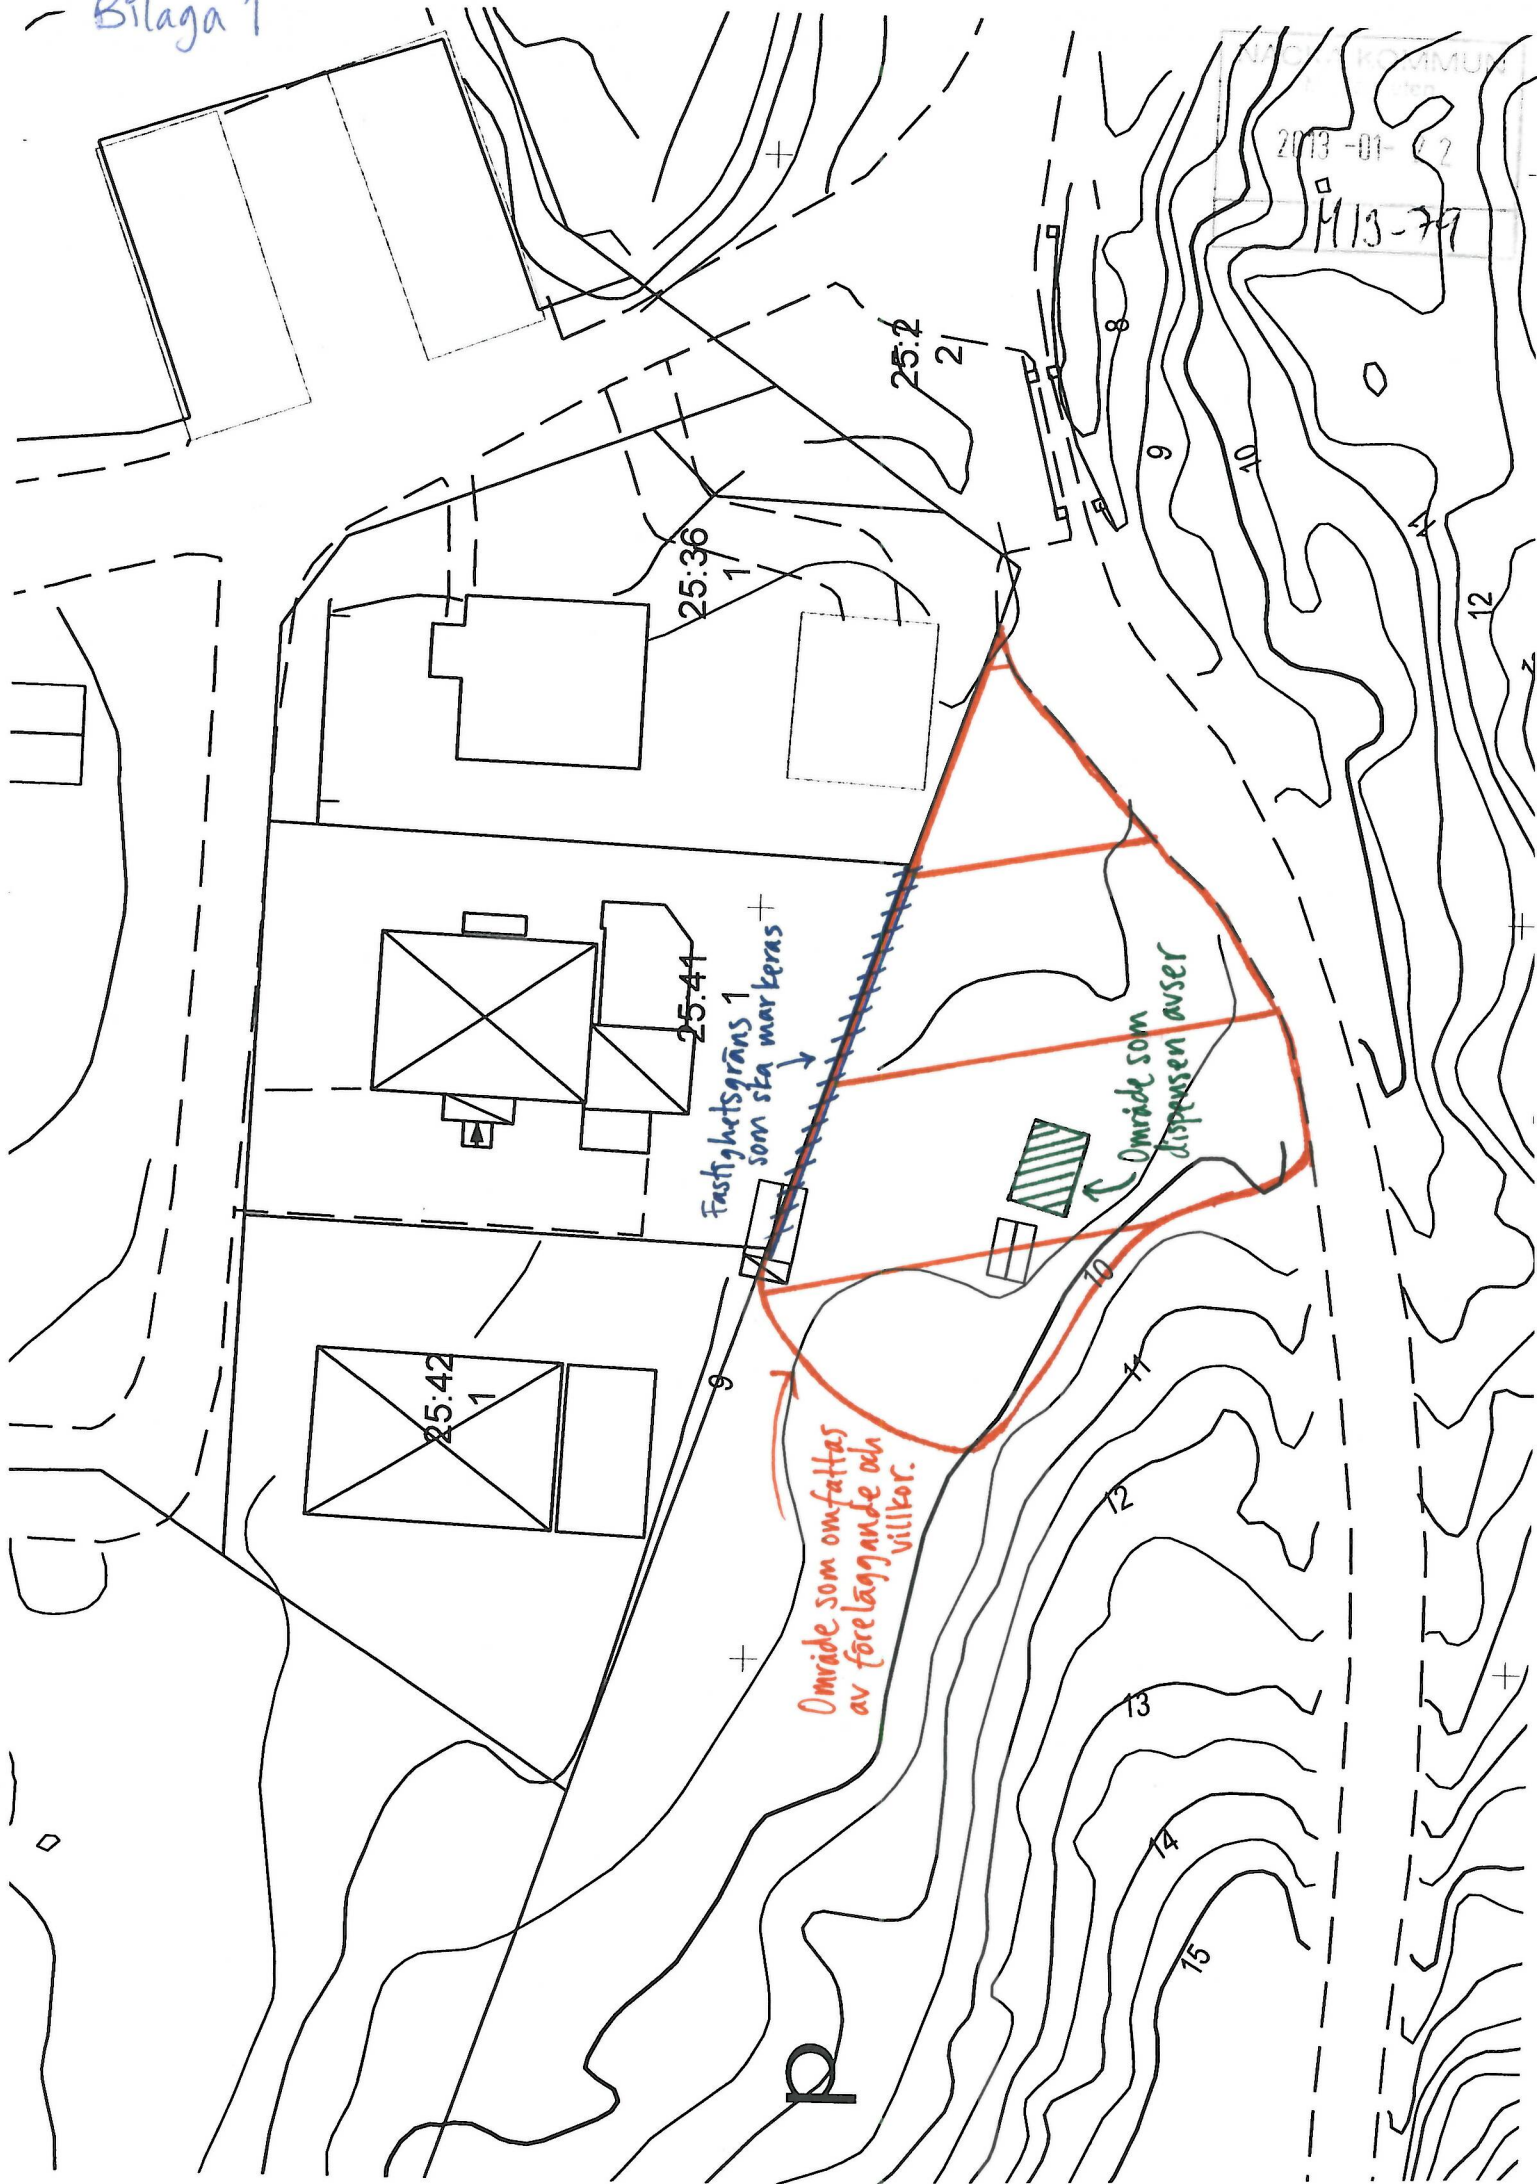 Bilaga 1
NACKA KOMMUN
2013-01-
M13-79
25:2
2
8
9
10
12
25:36
1
25:41
1
Fastighetsgräns
som ska markeras
Område som
dispensen avser
10
25:42
1
9
11
12
Område som omfattas
av föreläggande och
villkor.
13
14
15
p